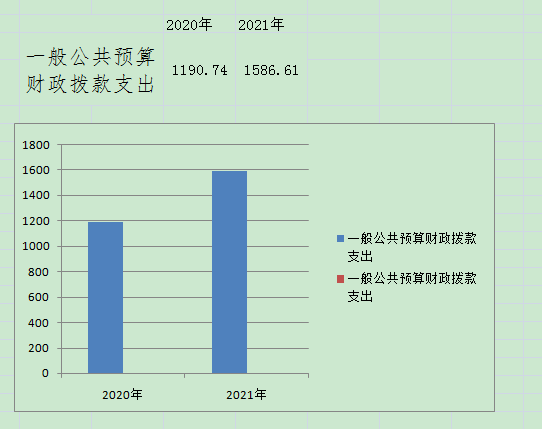 2020年 2021年
一般公共预算
财政拨款支出
1190.74 1586.61
1800
1600
1400
1200
1000
800
600
400
200
0
2020年 2021年
一般公共预算财政拨款
支出
一般公共预算财政拨款
支出